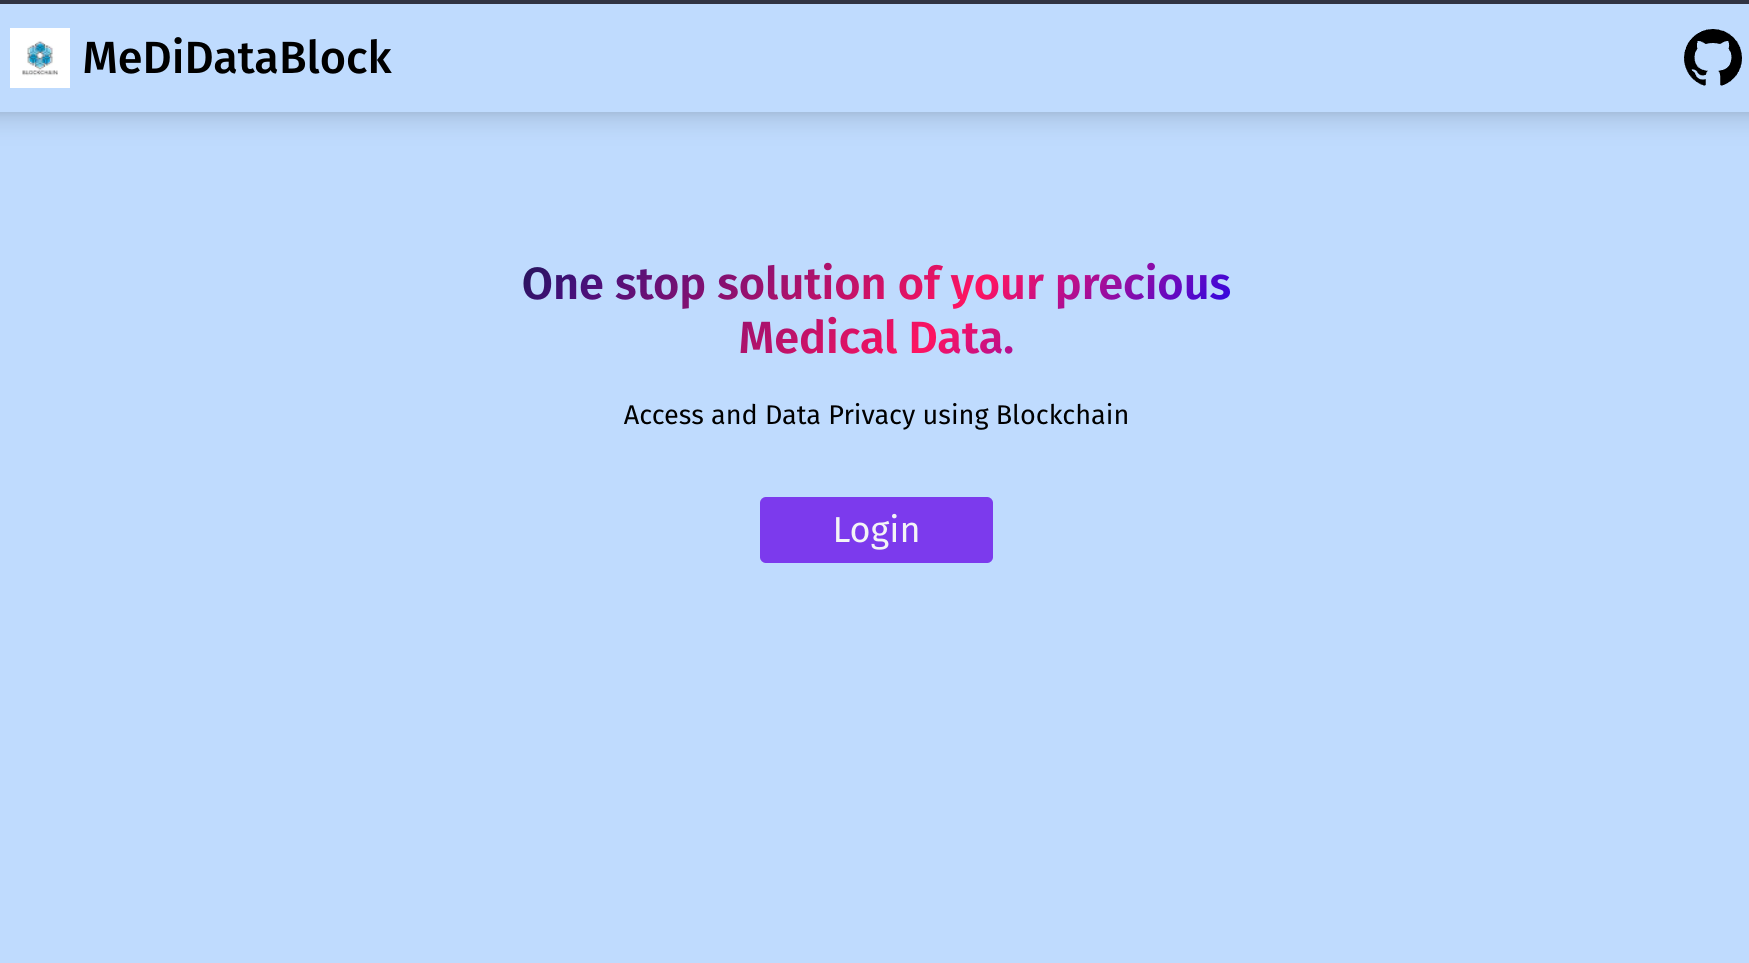 BLOCKCHAIN
MeDiDataBlock
One stop solution of your precious
Medical Data.
Access and Data Privacy using Blockchain
Login